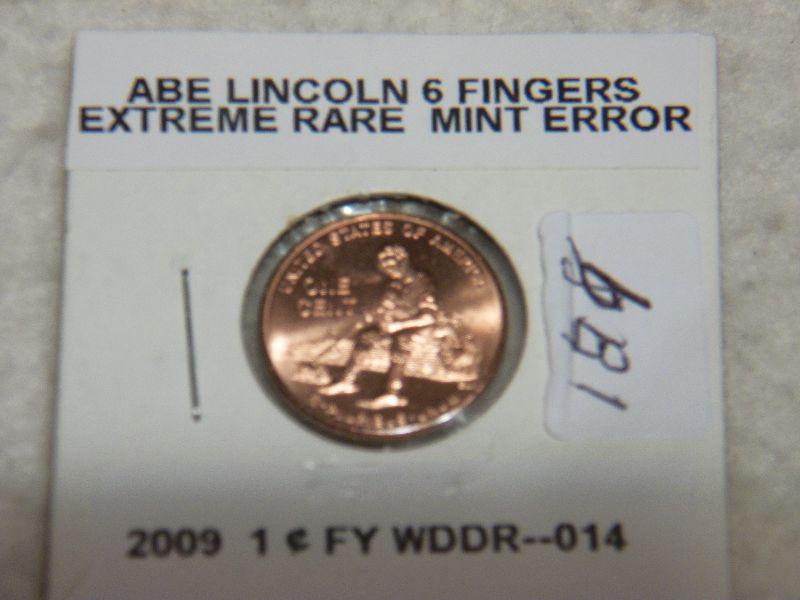 ABE LINCOLN 6 FINGERS
EXTREME RARE MINT ERROR
UNITED STATES OF AMERICA
ONE
CENT
2009 1 ¢ FY WDDR--014